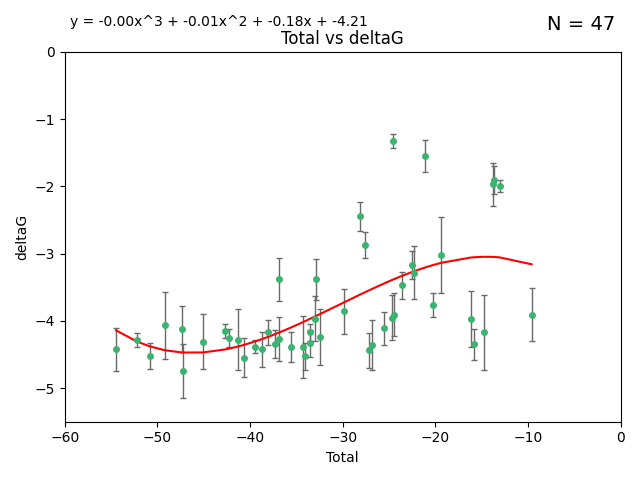 y = -0.00x^3 + -0.01x^2 + -0.18x + -4.21
N = 47
Total vs deltaG
0
−1
−2
−3
−4
−5
deltaG
−60 −50 −40 −30 −20 −10 0
Total